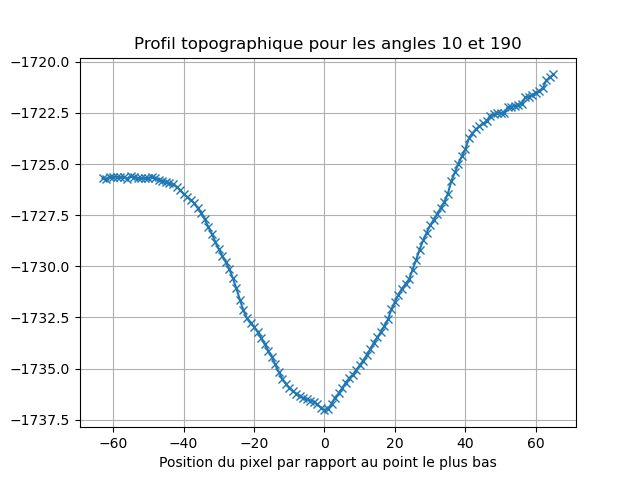 Profil topographique pour les angles 10 et 190
−1720.0
−1722.5
−1725.0
−1727.5
−1730.0
−1732.5
−1735.0
−1737.5
−60 −40 −20 0 20 40 60
Position du pixel par rapport au point le plus bas